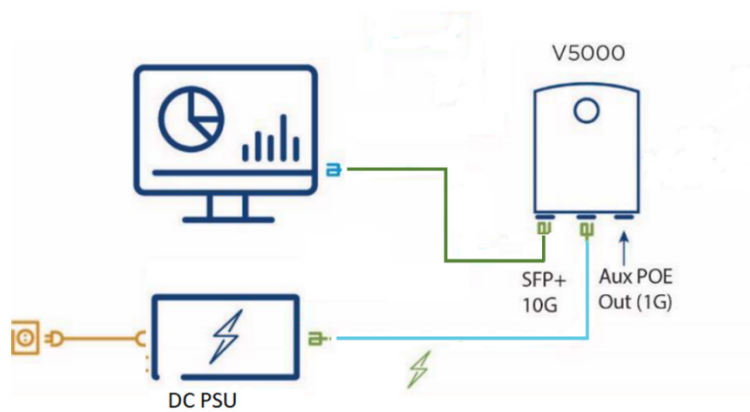 V5000
SFP+
10G
Aux POE
Out (1G)
DC PSU